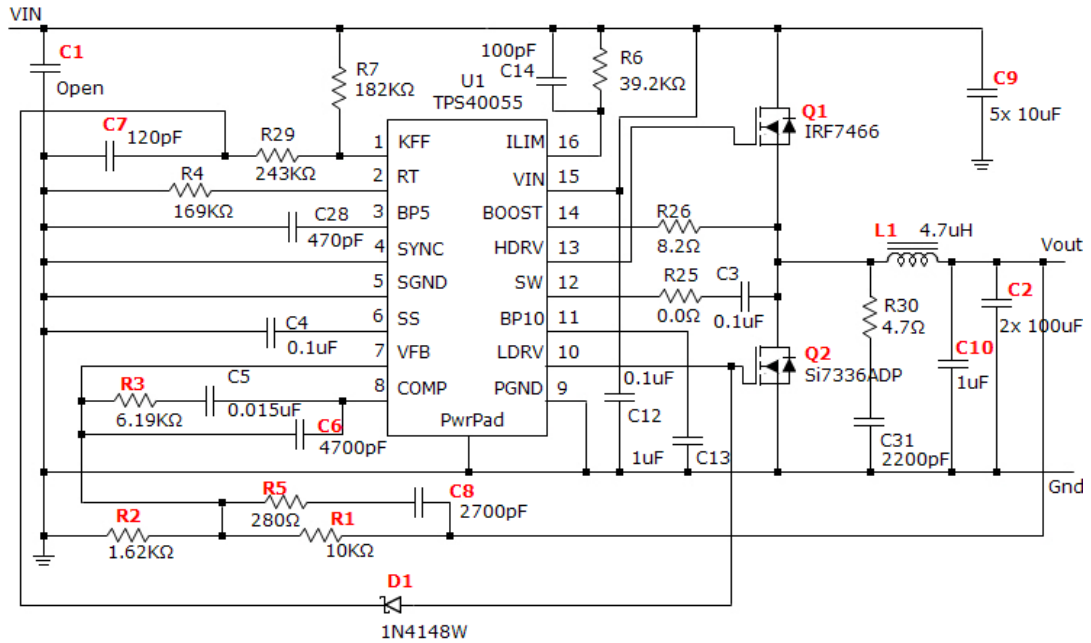 VIN
C1
Open
C7
120pF
R29
243KΩ
R7
182KΩ
R4
169KΩ
C28
470pF
C4
0.1uF
R3
6.19KΩ
C5
0.015uF
C6
4700pF
U1
TPS40055
1 KFF
2 RT
3 BP5
4 SYNC
5 SGND
6 SS
7 VFB
8 COMP
ILIM 16
VIN 15
BOOST 14
HDRV 13
SW 12
BP10 11
LDRV 10
PGND 9
PwrPad
100pF
C14
R6
39.2KΩ
Q1
IRF7466
C9
5x 10uF
R26
8.2Ω
R25
0.0Ω
C3
0.1uF
L1
4.7uH
Vout
R30
4.7Ω
C2
2x 100uF
C10
1uF
Q2
Si7336ADP
0.1uF
C12
1uF
C13
C31
2200pF
Gnd
R5
280Ω
C8
2700pF
R2
1.62KΩ
R1
10KΩ
D1
1N4148W